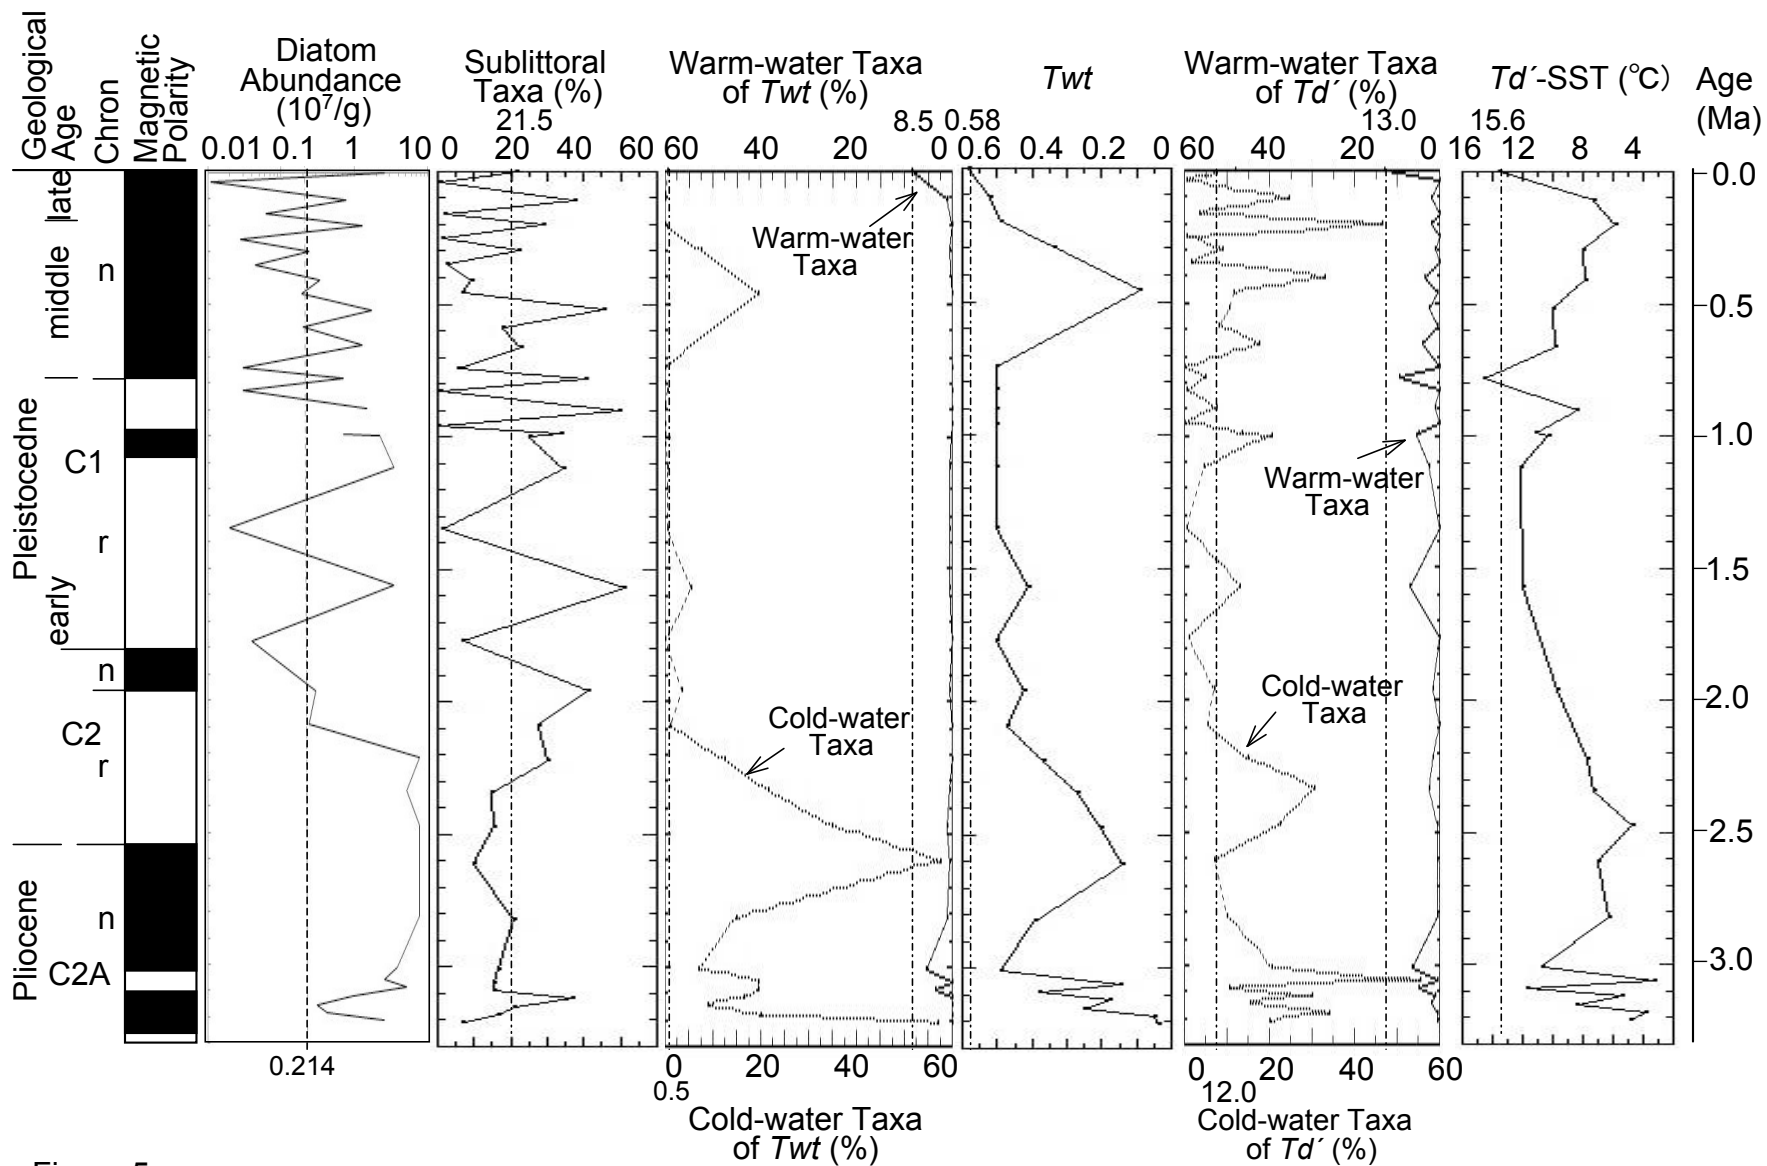 Geological
Age
Chron
Magnetic
Polarity
Diatom
Abundance
(10⁷/g)
0.01 0.1 1 10
Sublittoral
Taxa (%)
21.5
0 20 40 60
Warm-water Taxa
of Twt (%)
8.5
60 40 20 0
Twt
0.58
0.6 0.4 0.2 0
Warm-water Taxa
of Td´ (%)
13.0
60 40 20 0
Td´-SST (℃)
15.6
16 12 8 4
Age
(Ma)
0.0
0.5
1.0
1.5
2.0
2.5
3.0
late
middle
early
Pleistocedne
Pliocene
n
C1
r
n
C2
r
n
C2A
Warm-water
Taxa
Cold-water
Taxa
Warm-water
Taxa
Cold-water
Taxa
0.214
0 20 40 60
0.5
Cold-water Taxa
of Twt (%)
0 20 40 60
12.0
Cold-water Taxa
of Td´ (%)